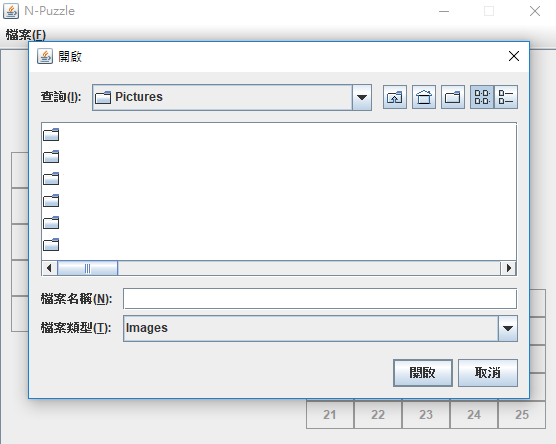 N-Puzzle
檔案(F)
開啟
查詢(I): Pictures
檔案名稱(N):
檔案類型(T): Images
開啟 取消
21 22 23 24 25